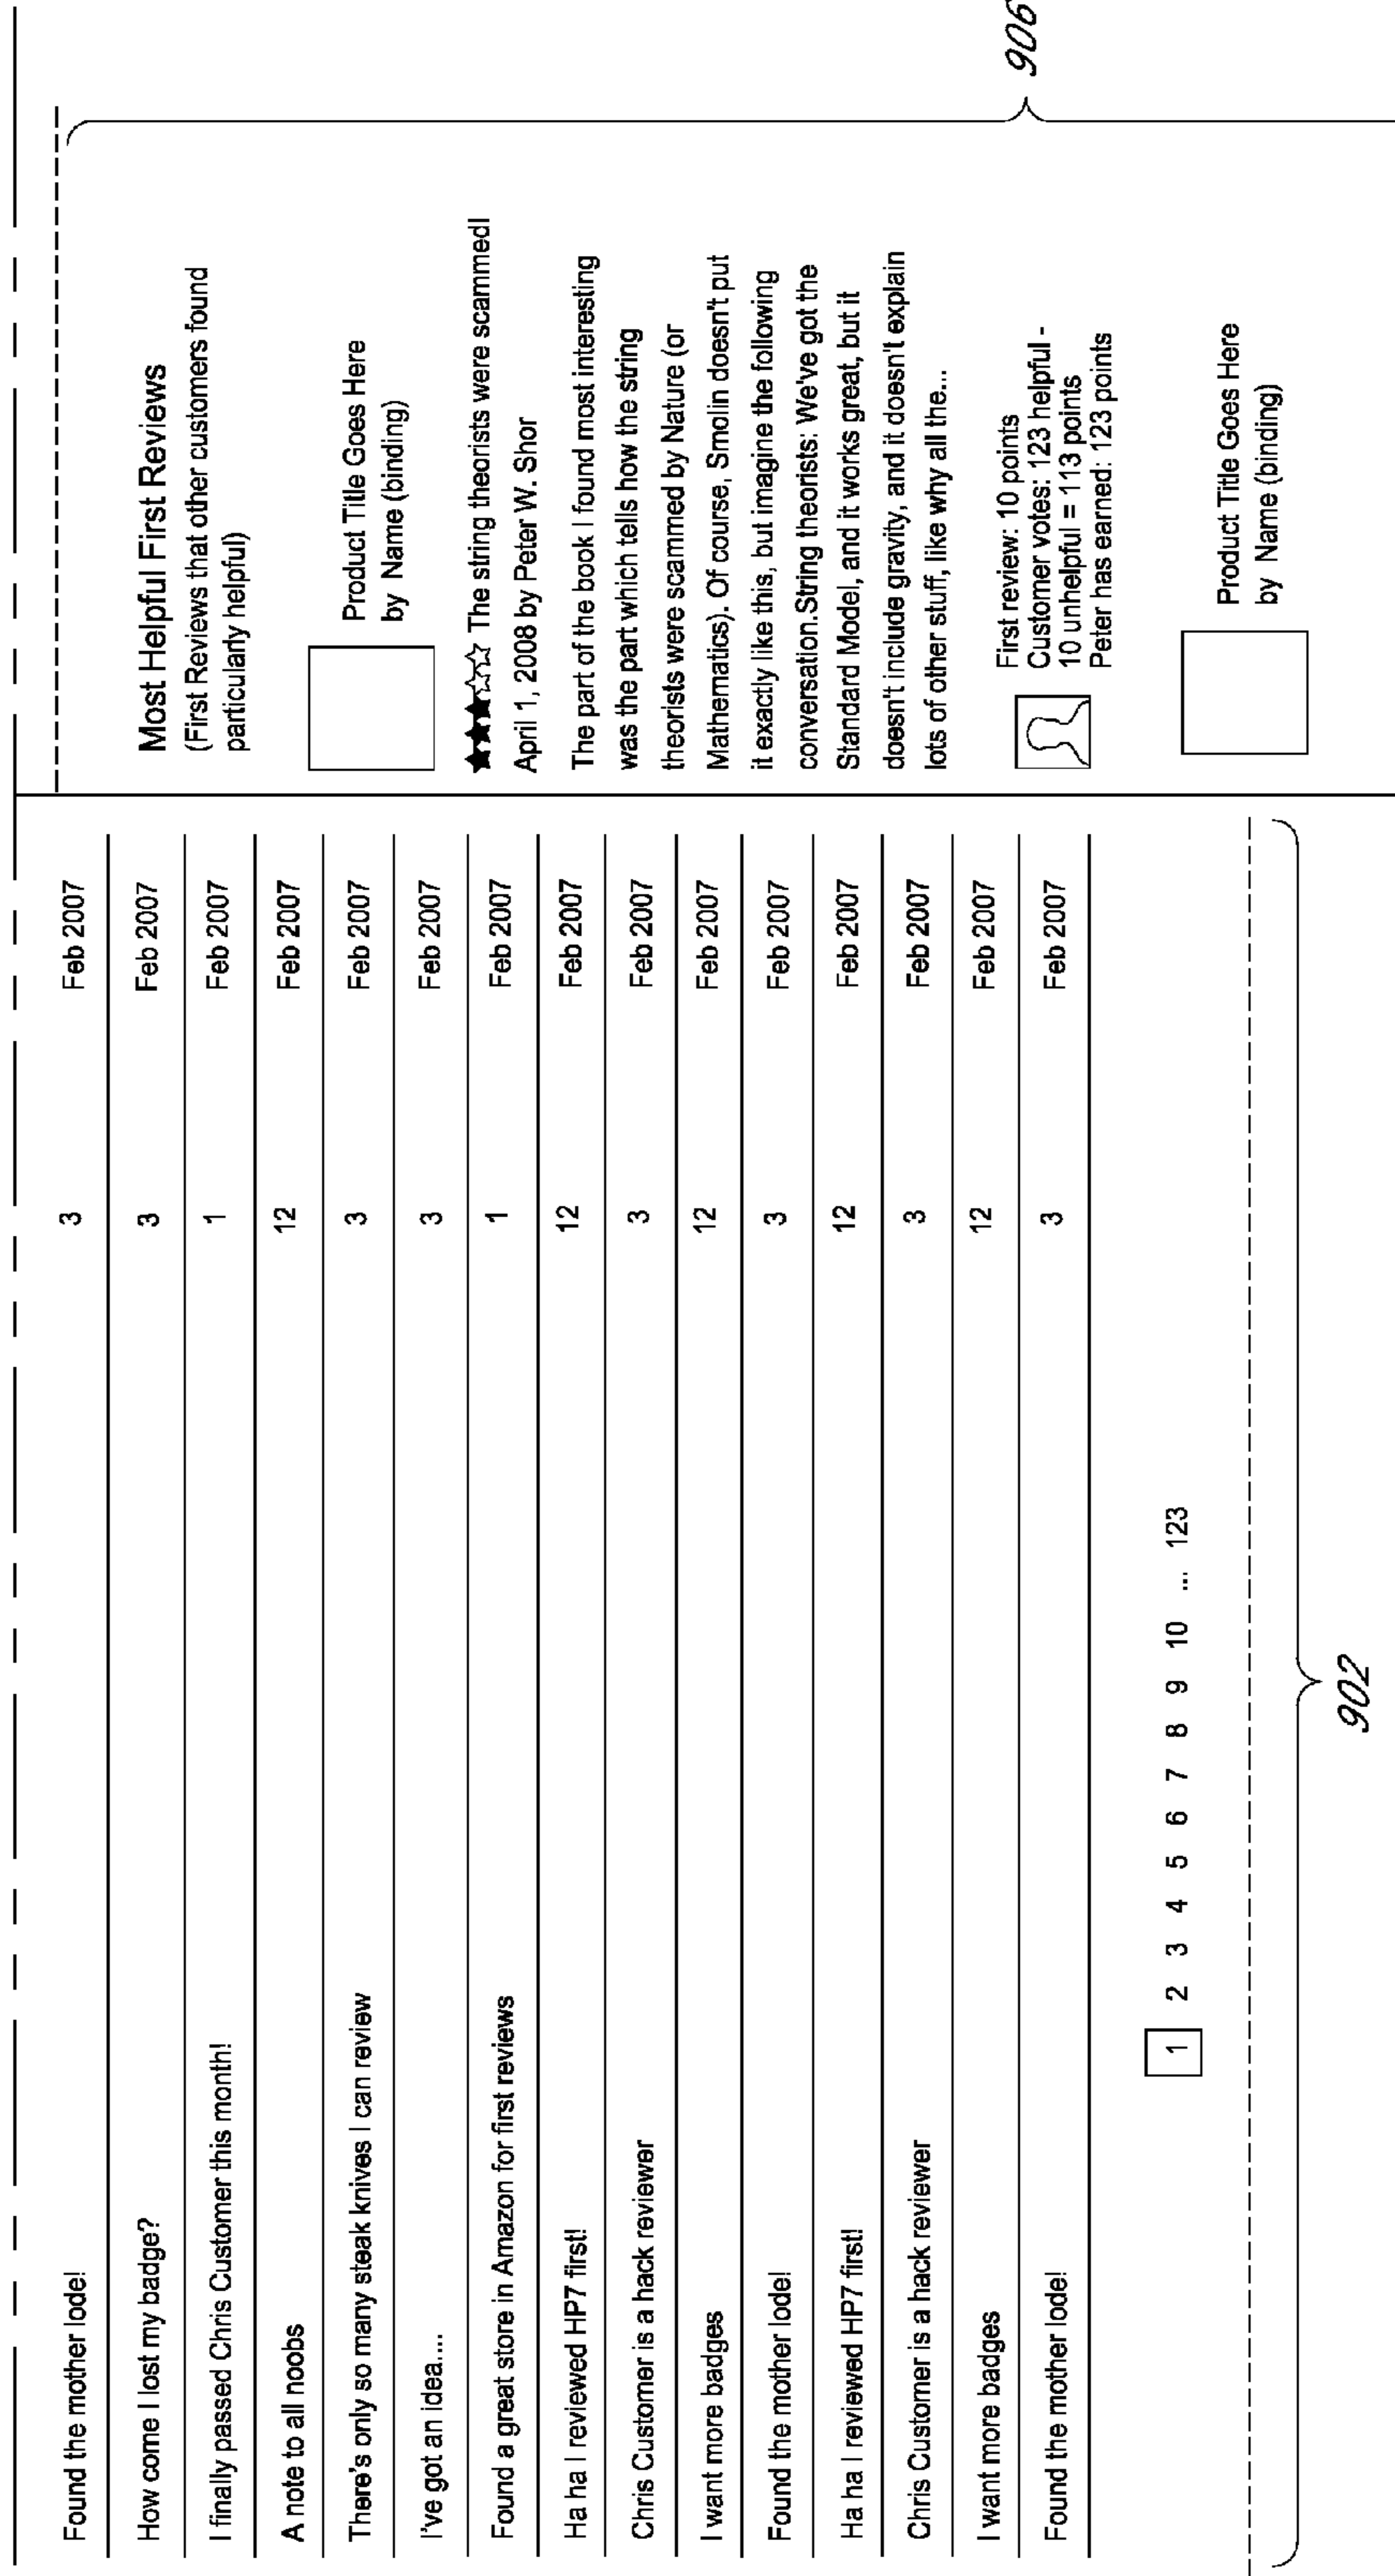 Found the mother lode! 3 Feb 2007
How come I lost my badge? 3 Feb 2007
I finally passed Chris Customer this month! 1 Feb 2007
A note to all noobs 12 Feb 2007
There's only so many steak knives I can review 3 Feb 2007
I've got an idea.... 3 Feb 2007
Found a great store in Amazon for first reviews 1 Feb 2007
Ha ha I reviewed HP7 first! 12 Feb 2007
Chris Customer is a hack reviewer 3 Feb 2007
I want more badges 12 Feb 2007
Found the mother lode! 3 Feb 2007
Ha ha I reviewed HP7 first! 12 Feb 2007
Chris Customer is a hack reviewer 3 Feb 2007
I want more badges 12 Feb 2007
Found the mother lode! 3 Feb 2007
1 2 3 4 5 6 7 8 9 10 ... 123
902
Most Helpful First Reviews
(First Reviews that other customers found
particularly helpful)
Product Title Goes Here
by Name (binding)
★★★☆☆ The string theorists were scammed!
April 1, 2008 by Peter W. Shor
The part of the book I found most interesting
was the part which tells how the string
theorists were scammed by Nature (or
Mathematics). Of course, Smolin doesn't put
it exactly like this, but imagine the following
conversation.String theorists: We've got the
Standard Model, and it works great, but it
doesn't include gravity, and it doesn't explain
lots of other stuff, like why all the...
First review: 10 points
Customer votes: 123 helpful -
10 unhelpful = 113 points
Peter has earned: 123 points
Product Title Goes Here
by Name (binding)
906